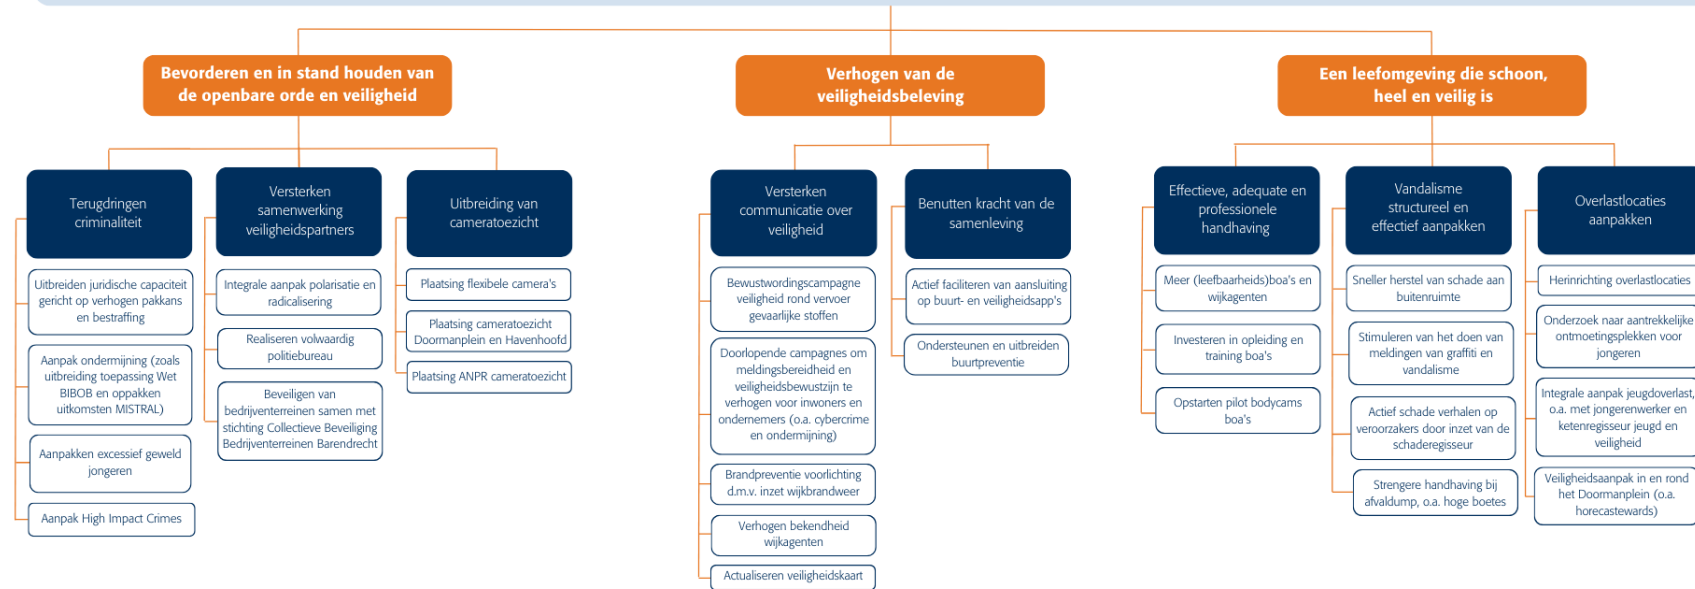 Bevorderen en in stand houden van
de openbare orde en veiligheid
Terugdringen
criminaliteit
Uitbreiden juridische capaciteit
gericht op verhogen pakkans
en bestraffing
Aanpak ondermijning (zoals
uitbreiding toepassing Wet
BIBOB en oppakken
uitkomsten MISTRAL)
Aanpakken excessief geweld
jongeren
Aanpak High Impact Crimes
Versterken
samenwerking
veiligheidspartners
Integrale aanpak polarisatie en
radicalisering
Realiseren volwaardig
politiebureau
Beveiligen van
bedrijventerreinen samen met
stichting Collectieve Beveiliging
Bedrijventerreinen Barendrecht
Uitbreiding van
cameratoezicht
Plaatsing flexibele camera's
Plaatsing cameratoezicht
Doormanplein en Havenhoofd
Plaatsing ANPR cameratoezicht
Verhogen van de
veiligheidsbeleving
Versterken
communicatie over
veiligheid
Bewustwordingscampagne
veiligheid rond vervoer
gevaarlijke stoffen
Doorlopende campagnes om
meldingsbereidheid en
veiligheidsbewustzijn te
verhogen voor inwoners en
ondernemers (o.a. cybercrime
en ondermijning)
Brandpreventie voorlichting
d.m.v. inzet wijkbrandweer
Verhogen bekendheid
wijkagenten
Actualiseren veiligheidskaart
Benutten kracht van de
samenleving
Actief faciliteren van aansluiting
op buurt- en veiligheidsapp's
Ondersteunen en uitbreiden
buurtpreventie
Een leefomgeving die schoon,
heel en veilig is
Effectieve, adequate en
professionele
handhaving
Meer (leefbaarheids)boa's en
wijkagenten
Investeren in opleiding en
training boa's
Opstarten pilot bodycams
boa's
Vandalisme
structureel en
effectief aanpakken
Sneller herstel van schade aan
buitenruimte
Stimuleren van het doen van
meldingen van graffiti en
vandalisme
Actief schade verhalen op
veroorzakers door inzet van de
schaderegisseur
Strengere handhaving bij
afvaldump, o.a. hoge boetes
Overlastlocaties
aanpakken
Herinrichting overlastlocaties
Onderzoek naar aantrekkelijke
ontmoetingsplekken voor
jongeren
Integrale aanpak jeugdoverlast,
o.a. met jongerenwerker en
ketenregisseur jeugd en
veiligheid
Veiligheidsaanpak in en rond
het Doormanplein (o.a.
horecastewards)